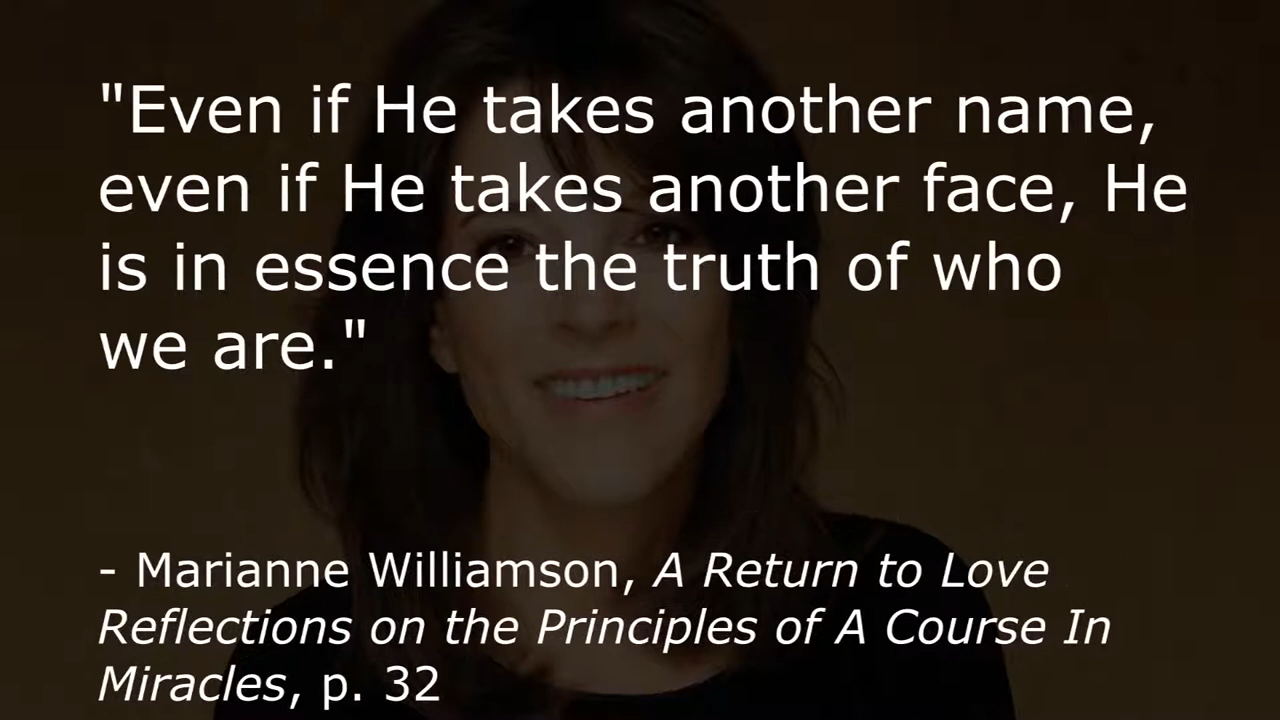 "Even if He takes another name,
even if He takes another face, He
is in essence the truth of who
we are."
- Marianne Williamson, A Return to Love
Reflections on the Principles of A Course In
Miracles, p. 32